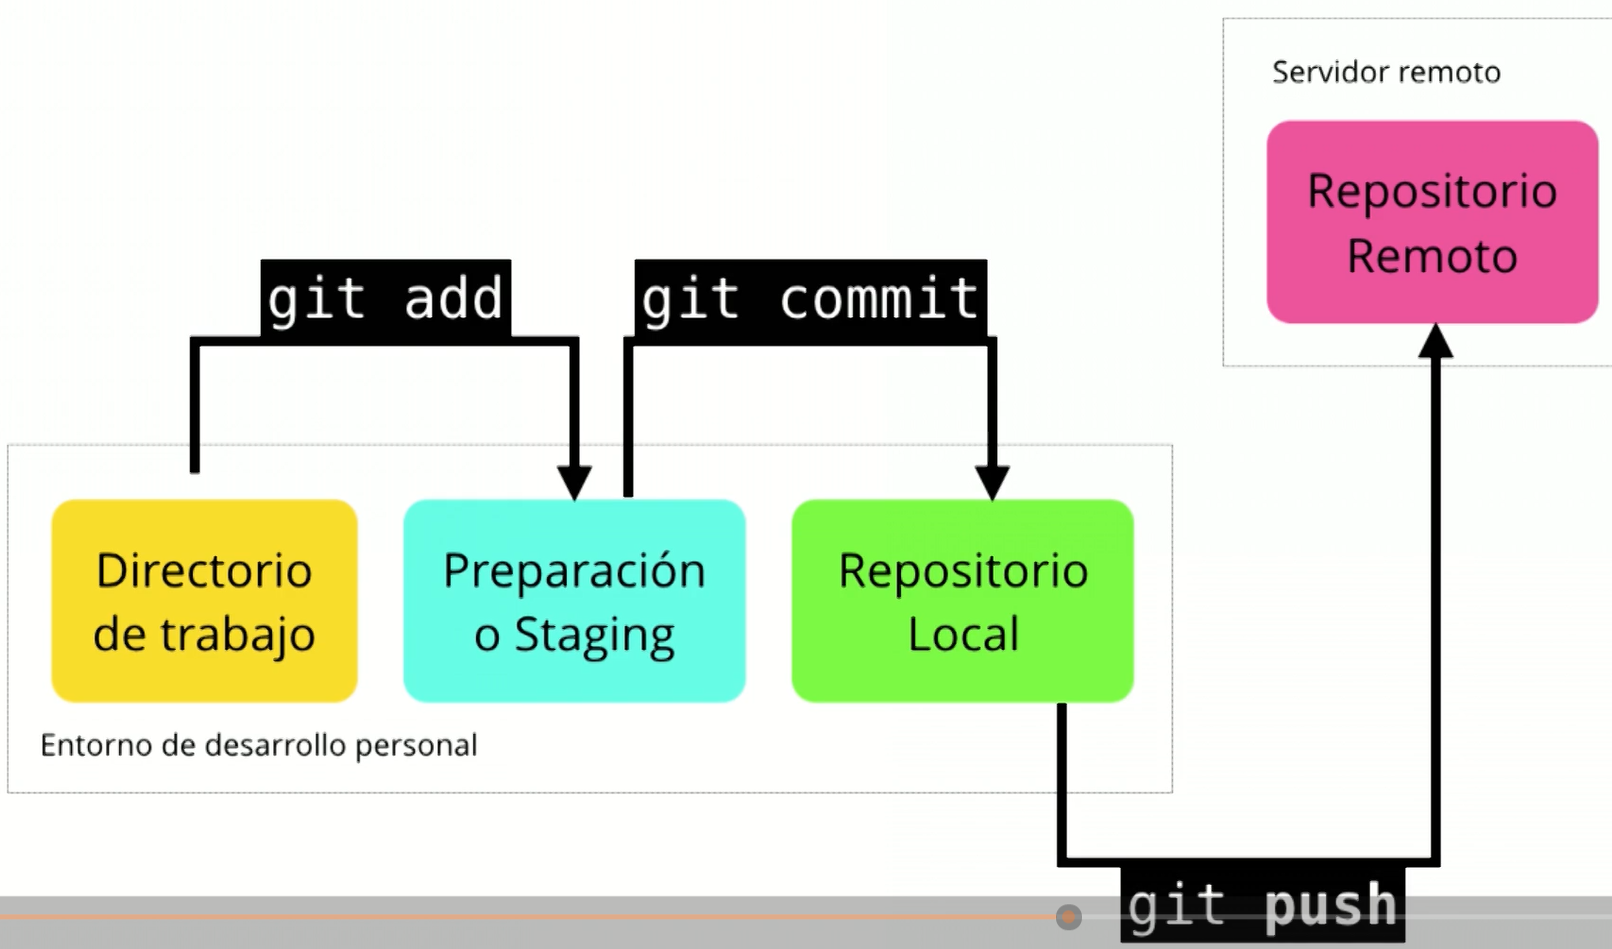 Servidor remoto
Repositorio
Remoto
git add
git commit
Directorio
de trabajo
Preparación
o Staging
Repositorio
Local
Entorno de desarrollo personal
git push